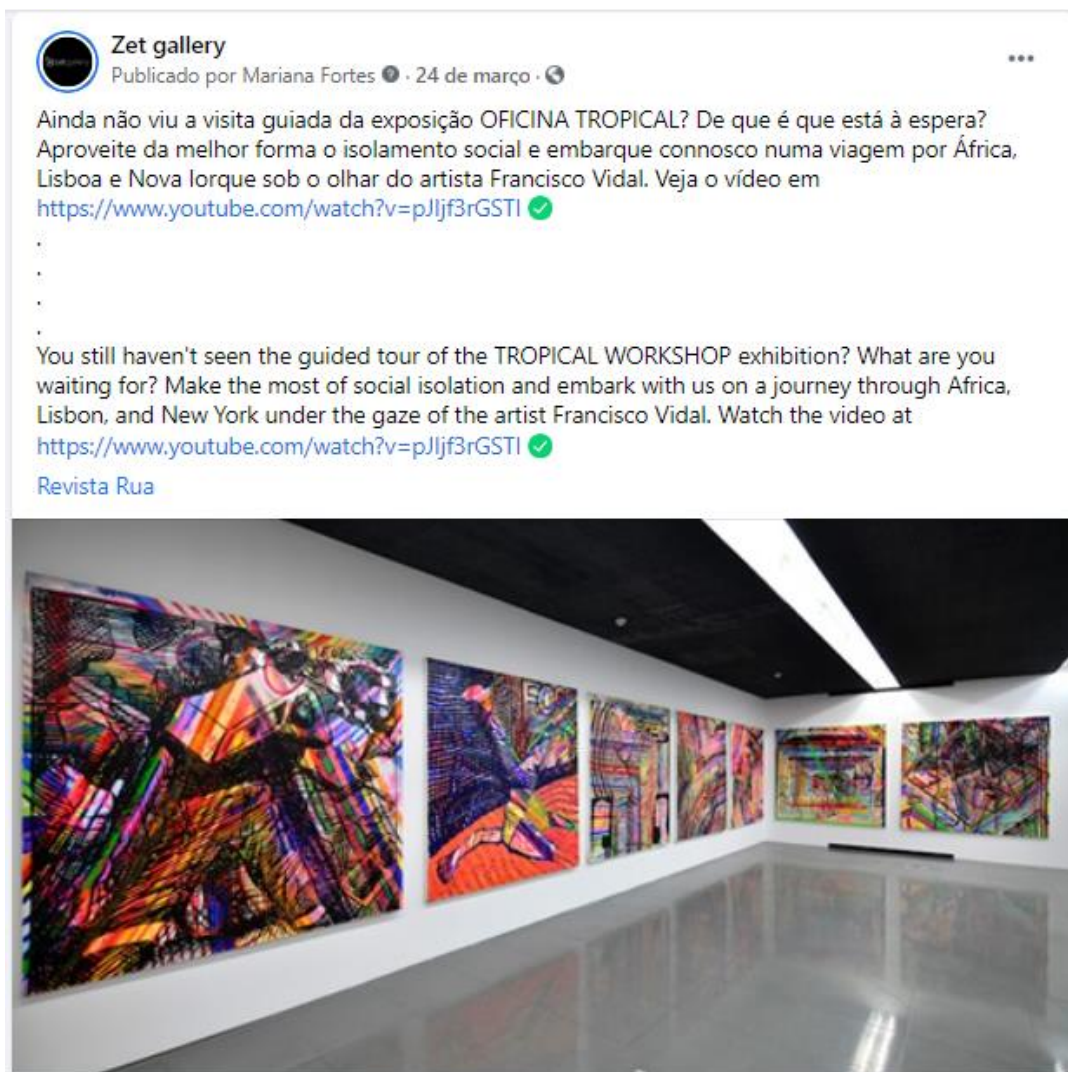 Zet gallery
Publicado por Mariana Fortes · 24 de março ·
Ainda não viu a visita guiada da exposição OFICINA TROPICAL? De que é que está à espera?
Aproveite da melhor forma o isolamento social e embarque connosco numa viagem por África,
Lisboa e Nova Iorque sob o olhar do artista Francisco Vidal. Veja o vídeo em
https://www.youtube.com/watch?v=pJIjf3rGSTI
.
.
.
.
You still haven't seen the guided tour of the TROPICAL WORKSHOP exhibition? What are you
waiting for? Make the most of social isolation and embark with us on a journey through Africa,
Lisbon, and New York under the gaze of the artist Francisco Vidal. Watch the video at
https://www.youtube.com/watch?v=pJIjf3rGSTI
Revista Rua